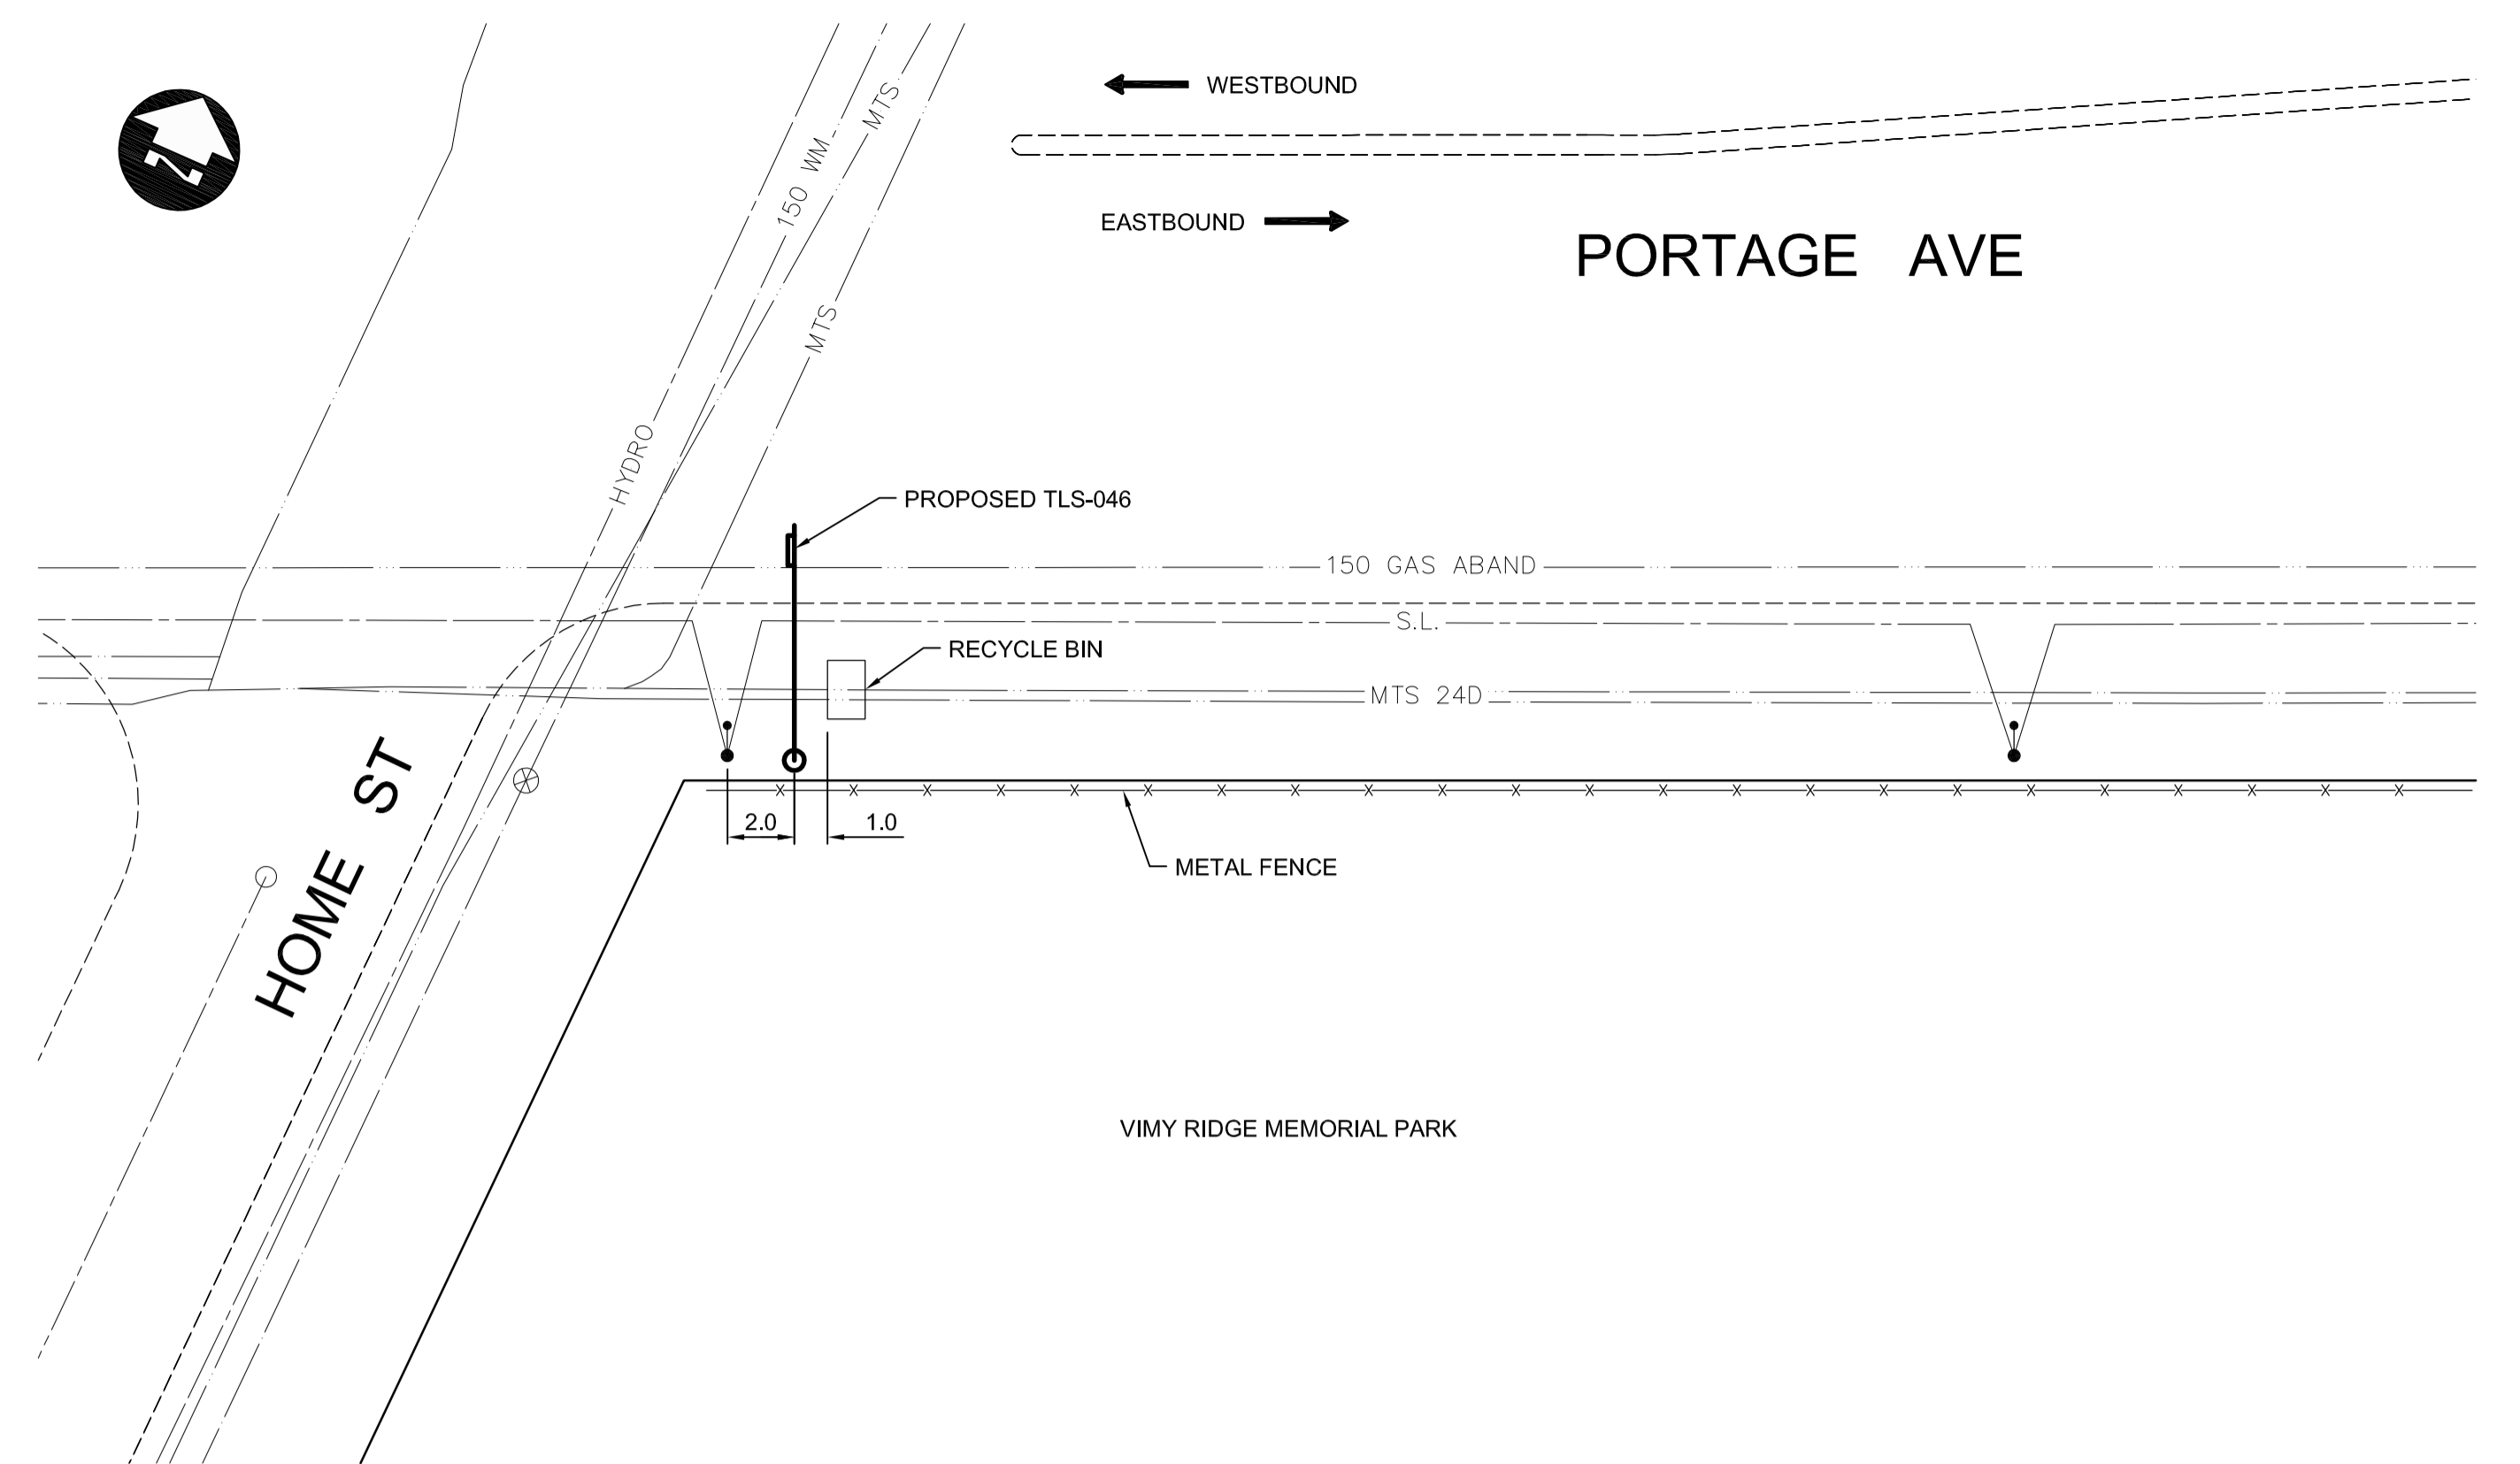 WESTBOUND
EASTBOUND
PORTAGE AVE
150 WM
MTS
MTS
HYDRO
PROPOSED TLS-046
150 GAS ABAND
S.L.
RECYCLE BIN
MTS 24D
HOME ST
2.0
1.0
METAL FENCE
VIMY RIDGE MEMORIAL PARK